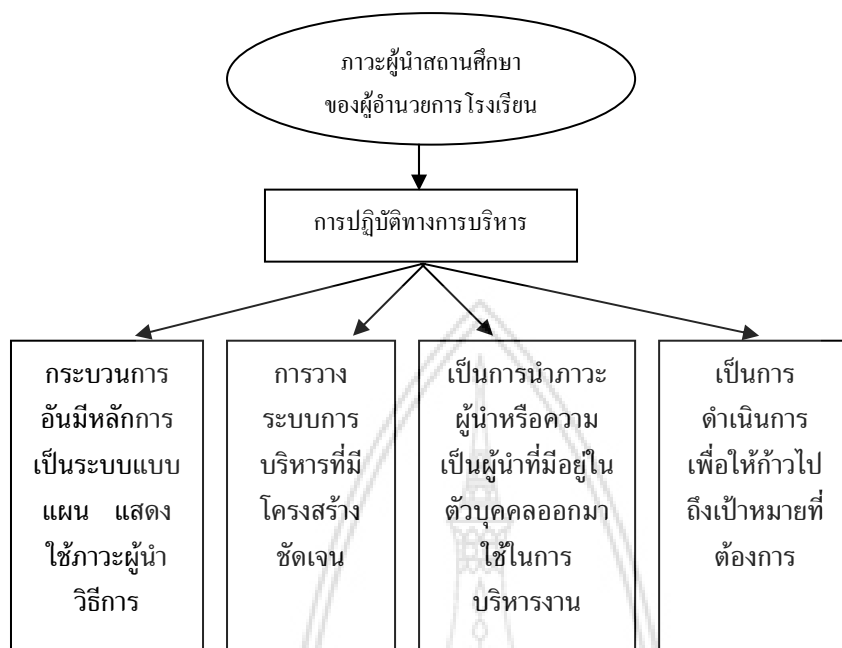 ภาวะผู้นำสถานศึกษา
ของผู้อำนวยการโรงเรียน
การปฏิบัติทางการบริหาร
กระบวนการ
อันมีหลักการ
เป็นระบบแบบ
แผน แสดง
ใช้ภาวะผู้นำ
วิธีการ
การวาง
ระบบการ
บริหารที่มี
โครงสร้าง
ชัดเจน
เป็นการนำภาวะ
ผู้นำหรือความ
เป็นผู้นำที่มีอยู่ใน
ตัวบุคคลออกมา
ใช้ในการ
บริหารงาน
เป็นการ
ดำเนินการ
เพื่อให้ก้าวไป
ถึงเป้าหมายที่
ต้องการ